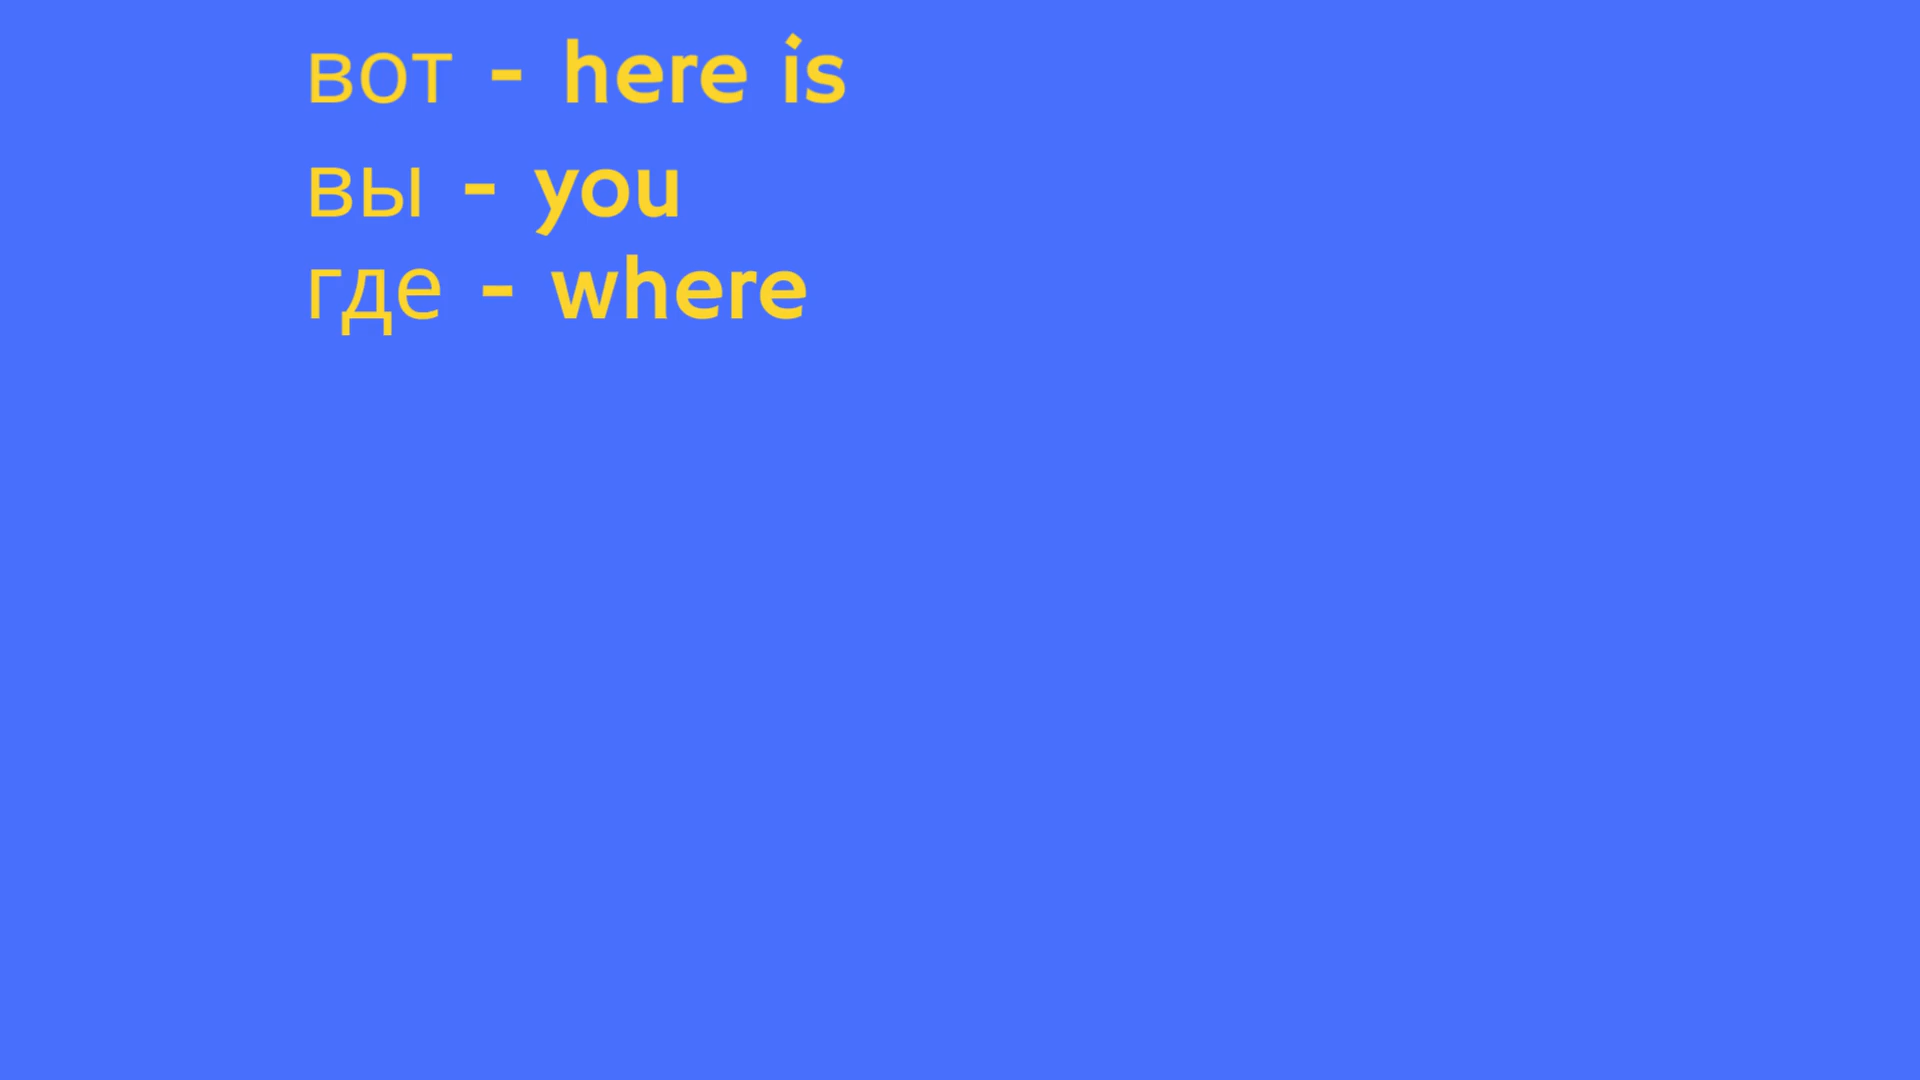 вот - here is
вы - you
где - where